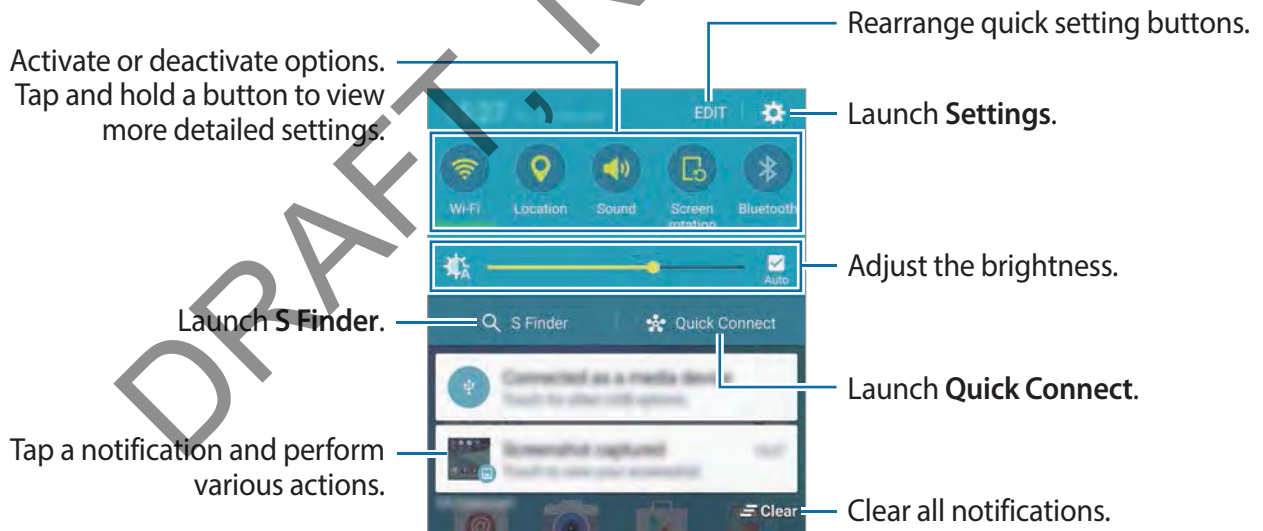 Rearrange quick setting buttons.
Activate or deactivate options.
Tap and hold a button to view
more detailed settings.
EDIT
Launch Settings.
Wi-Fi
Location
Sound
Screen
rotation
Bluetooth
A
Auto
Adjust the brightness.
Launch S Finder.
S Finder
Quick Connect
Connected as a media device
Launch Quick Connect.
Screenshot captured
Tap a notification and perform
various actions.
Clear
Clear all notifications.
DRAFT,